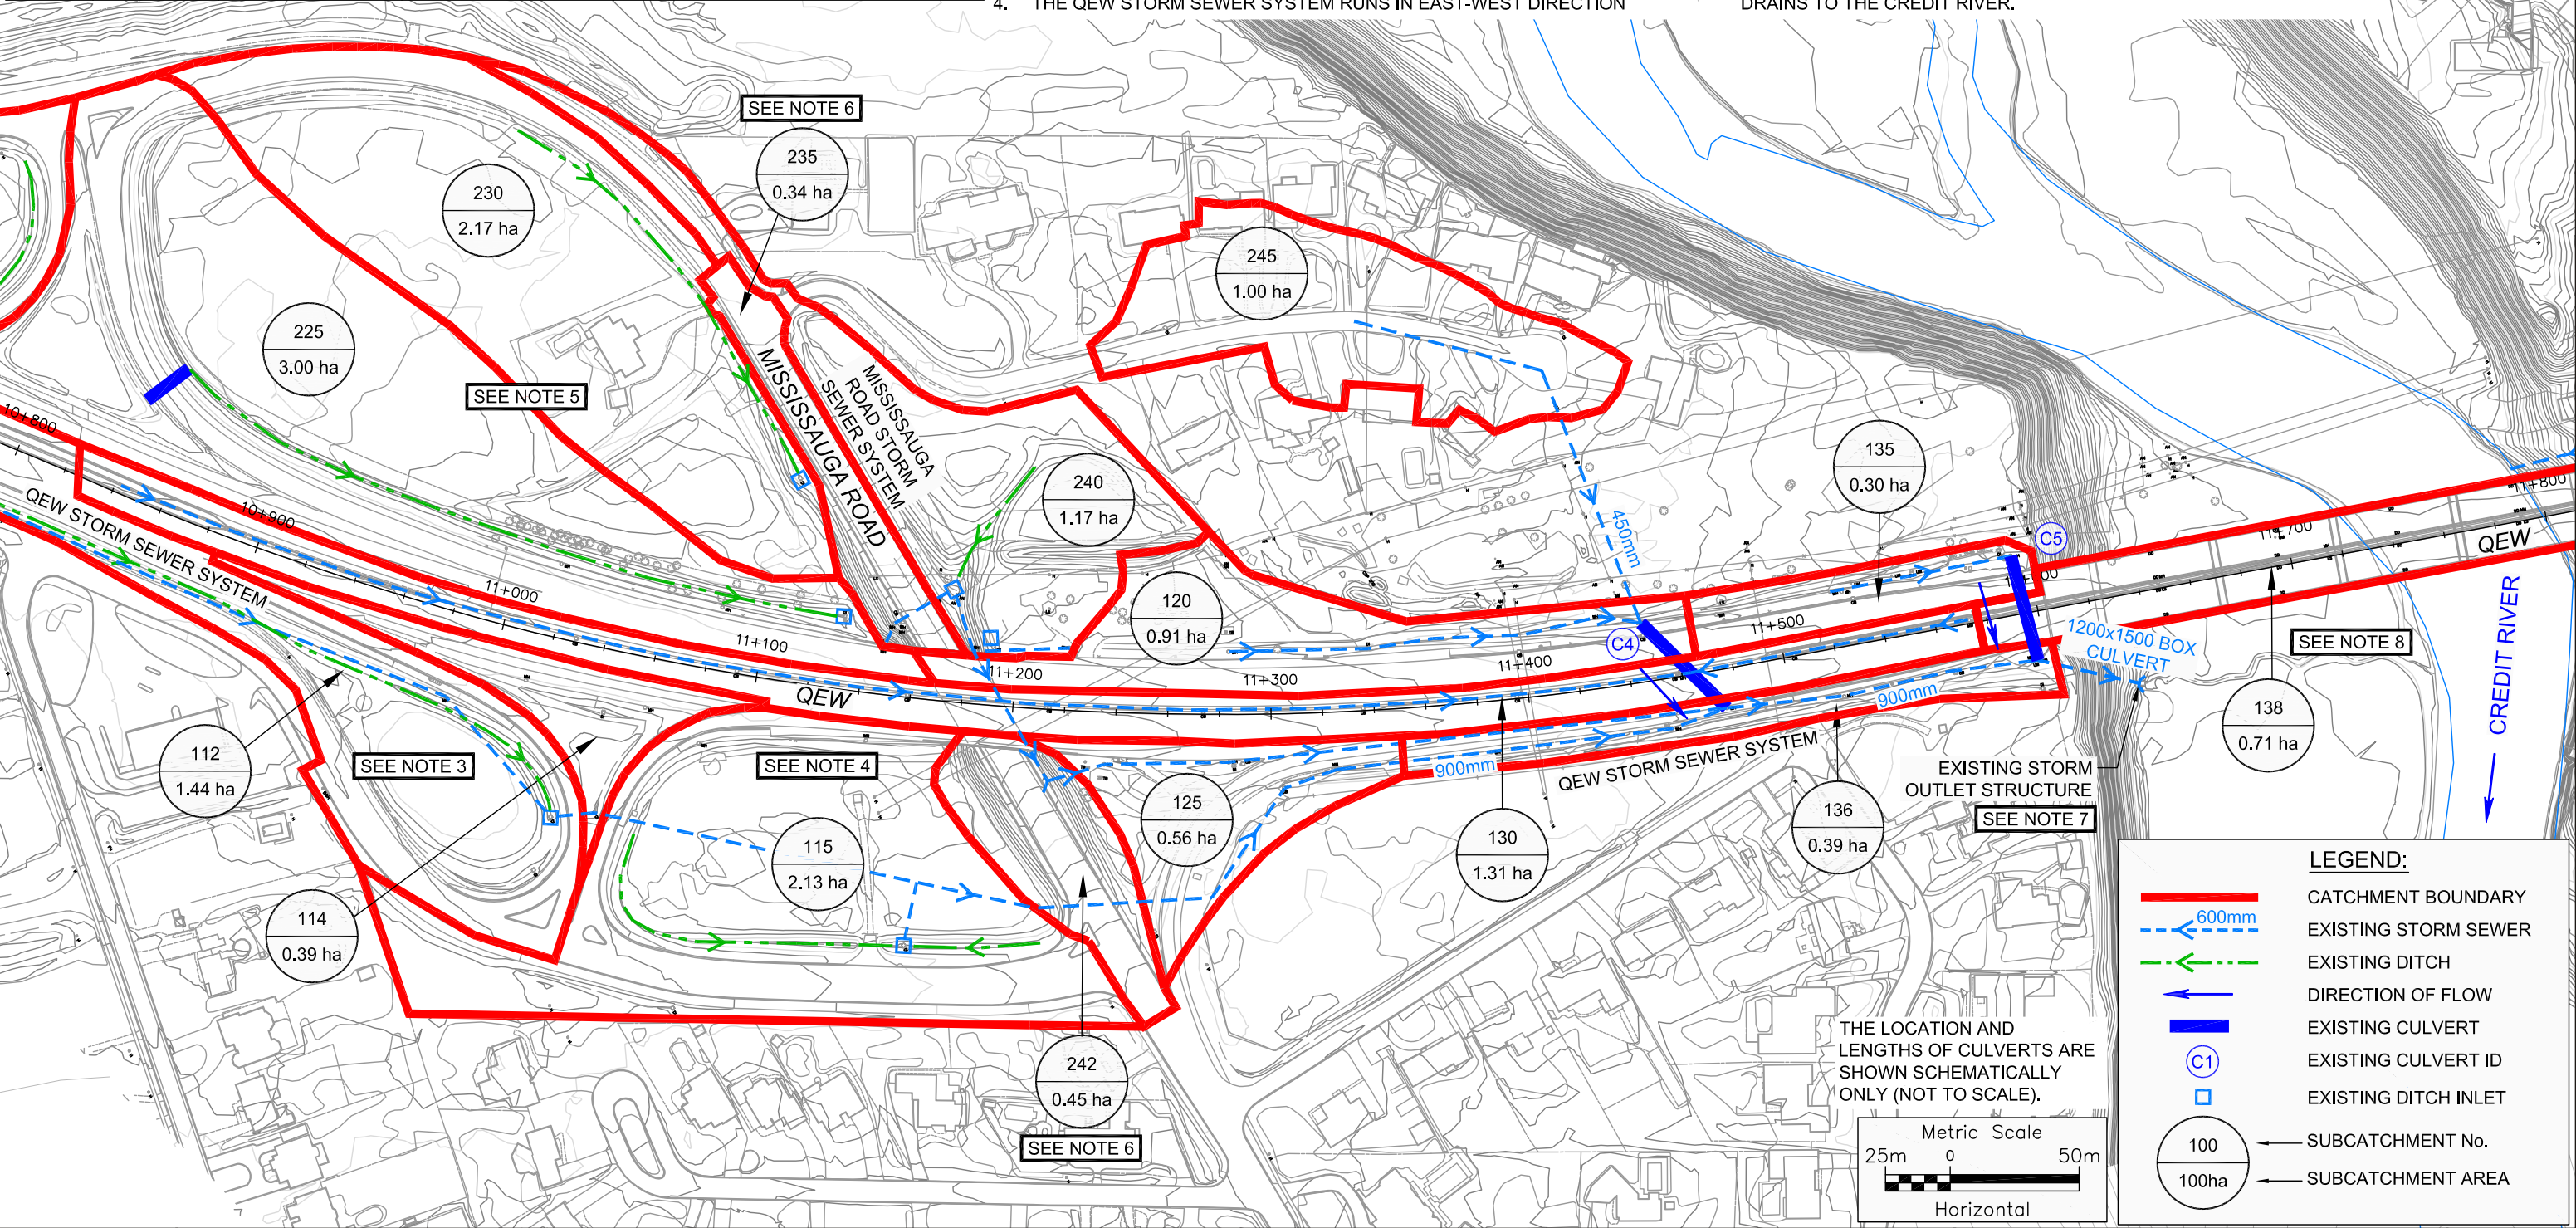 4. THE QEW STORM SEWER SYSTEM RUNS IN EAST-WEST DIRECTION
DRAINS TO THE CREDIT RIVER.
SEE NOTE 6
235
0.34 ha
230
2.17 ha
245
1.00 ha
225
3.00 ha
SEE NOTE 5
MISSISSAUGA ROAD
MISSISSAUGA
ROAD STORM
SEWER SYSTEM
240
1.17 ha
135
0.30 ha
450mm
C5
C4
10+800
10+900
11+000
11+100
11+200
11+300
11+400
11+500
11+700
11+800
QEW
QEW STORM SEWER SYSTEM
120
0.91 ha
1200x1500 BOX
CULVERT
SEE NOTE 8
CREDIT RIVER
QEW
138
0.71 ha
112
1.44 ha
SEE NOTE 3
SEE NOTE 4
900mm
900mm
QEW STORM SEWER SYSTEM
EXISTING STORM
OUTLET STRUCTURE
SEE NOTE 7
125
0.56 ha
115
2.13 ha
130
1.31 ha
136
0.39 ha
114
0.39 ha
242
0.45 ha
SEE NOTE 6
THE LOCATION AND
LENGTHS OF CULVERTS ARE
SHOWN SCHEMATICALLY
ONLY (NOT TO SCALE).
Metric Scale
25m 0 50m
Horizontal
LEGEND:
CATCHMENT BOUNDARY
600mm
EXISTING STORM SEWER
EXISTING DITCH
DIRECTION OF FLOW
EXISTING CULVERT
C1 EXISTING CULVERT ID
EXISTING DITCH INLET
100 SUBCATCHMENT No.
100ha SUBCATCHMENT AREA